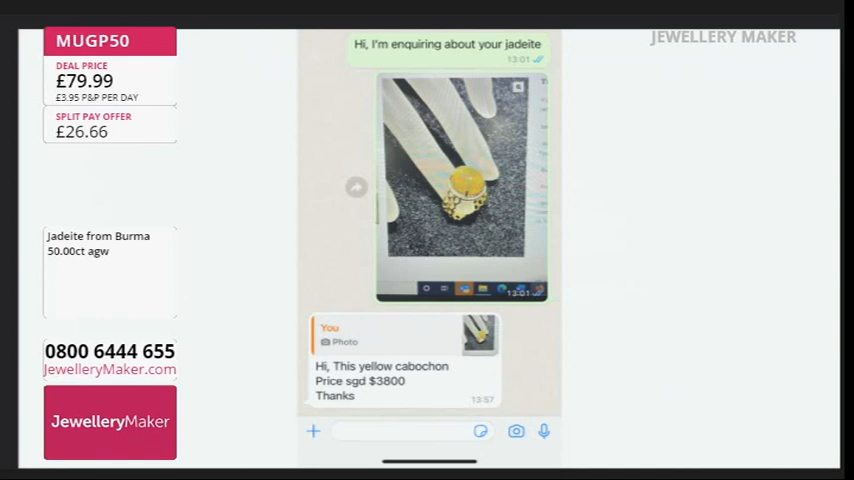 MUGP50
DEAL PRICE
£79.99
£3.95 P&P PER DAY
SPLIT PAY OFFER
£26.66
Jadeite from Burma
50.00ct agw
0800 6444 655
JewelleryMaker.com
JewelleryMaker
JEWELLERY MAKER
Hi, I'm enquiring about your jadeite
13:01
13:01
You
Photo
Hi, This yellow cabochon
Price sgd $3800
Thanks
13:57